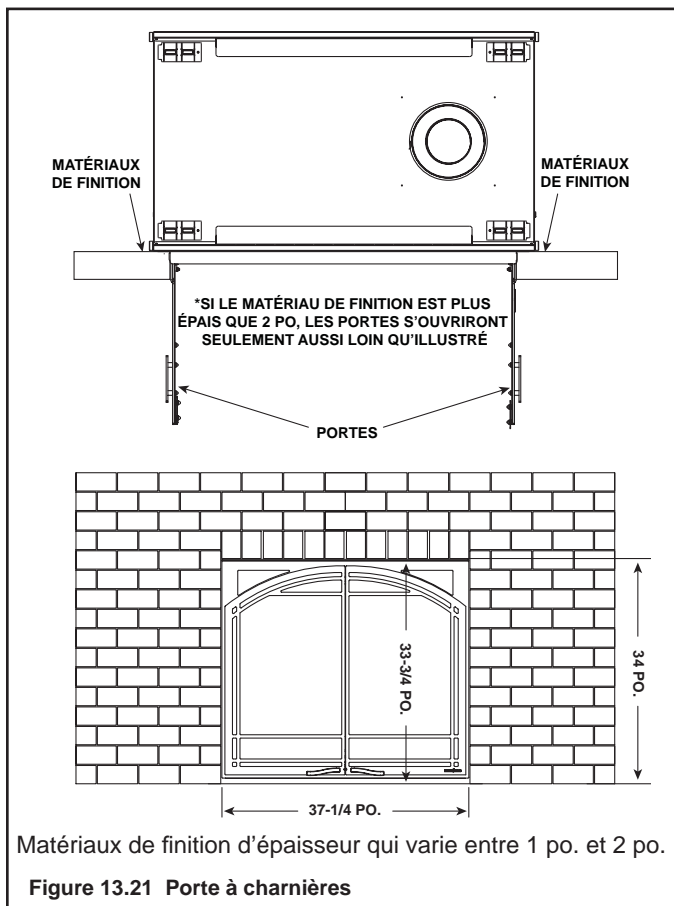 MATÉRIAUX
DE FINITION
MATÉRIAUX
DE FINITION
*SI LE MATÉRIAU DE FINITION EST PLUS
ÉPAIS QUE 2 PO, LES PORTES S’OUVRIRONT
SEULEMENT AUSSI LOIN QU’ILLUSTRÉ
PORTES
33-3/4 PO.
34 PO.
37-1/4 PO.
Matériaux de finition d’épaisseur qui varie entre 1 po. et 2 po.
Figure 13.21 Porte à charnières